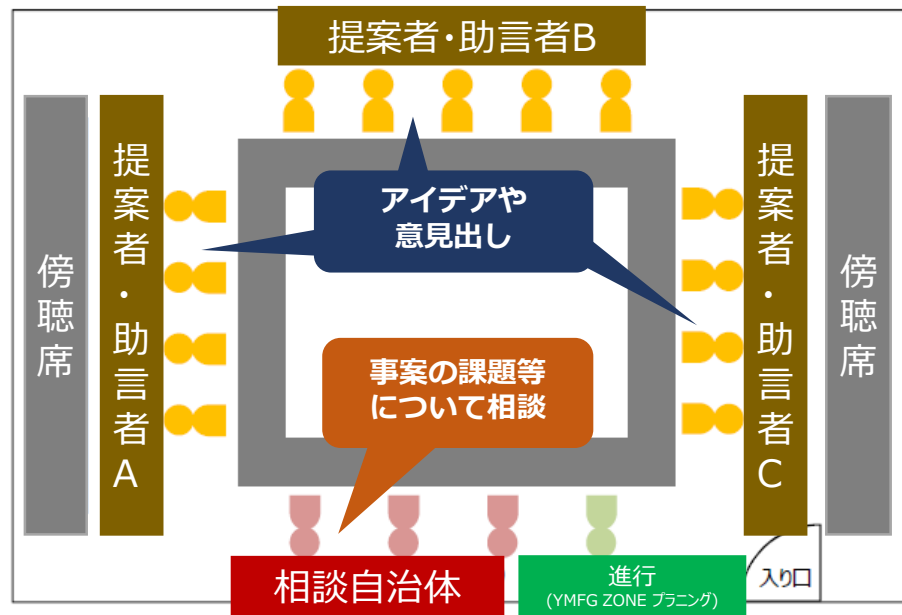 提案者・助言者B
傍聴席
提案者・助言者A
アイデアや
意見出し
提案者・助言者C
傍聴席
事案の課題等
について相談
相談自治体
進行
(YMFG ZONE プラニング)
入り口